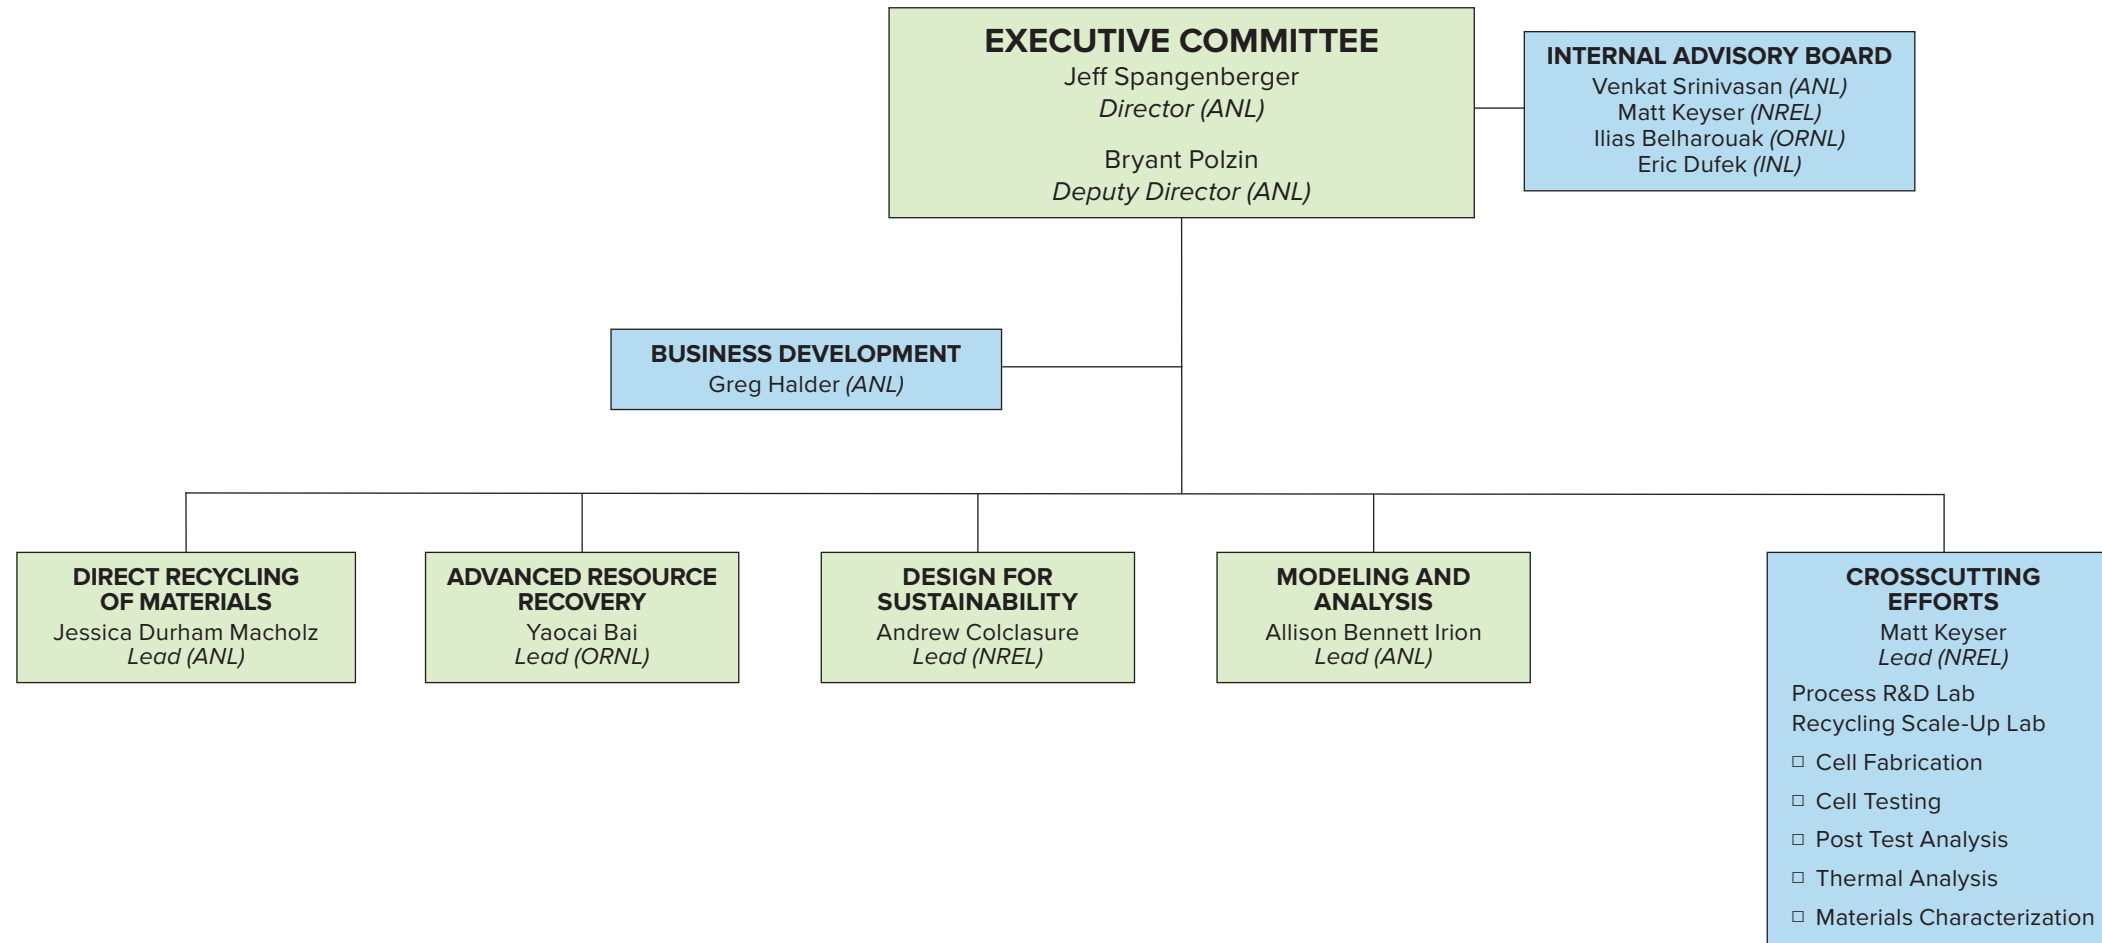 EXECUTIVE COMMITTEE
Jeff Spangenberger
Director (ANL)
Bryant Polzin
Deputy Director (ANL)
INTERNAL ADVISORY BOARD
Venkat Srinivasan (ANL)
Matt Keyser (NREL)
Ilias Belharouak (ORNL)
Eric Dufek (INL)
BUSINESS DEVELOPMENT
Greg Halder (ANL)
DIRECT RECYCLING
OF MATERIALS
Jessica Durham Macholz
Lead (ANL)
ADVANCED RESOURCE
RECOVERY
Yaocai Bai
Lead (ORNL)
DESIGN FOR
SUSTAINABILITY
Andrew Colclasure
Lead (NREL)
MODELING AND
ANALYSIS
Allison Bennett Irion
Lead (ANL)
CROSSCUTTING
EFFORTS
Matt Keyser
Lead (NREL)
Process R&D Lab
Recycling Scale-Up Lab
□ Cell Fabrication
□ Cell Testing
□ Post Test Analysis
□ Thermal Analysis
□ Materials Characterization